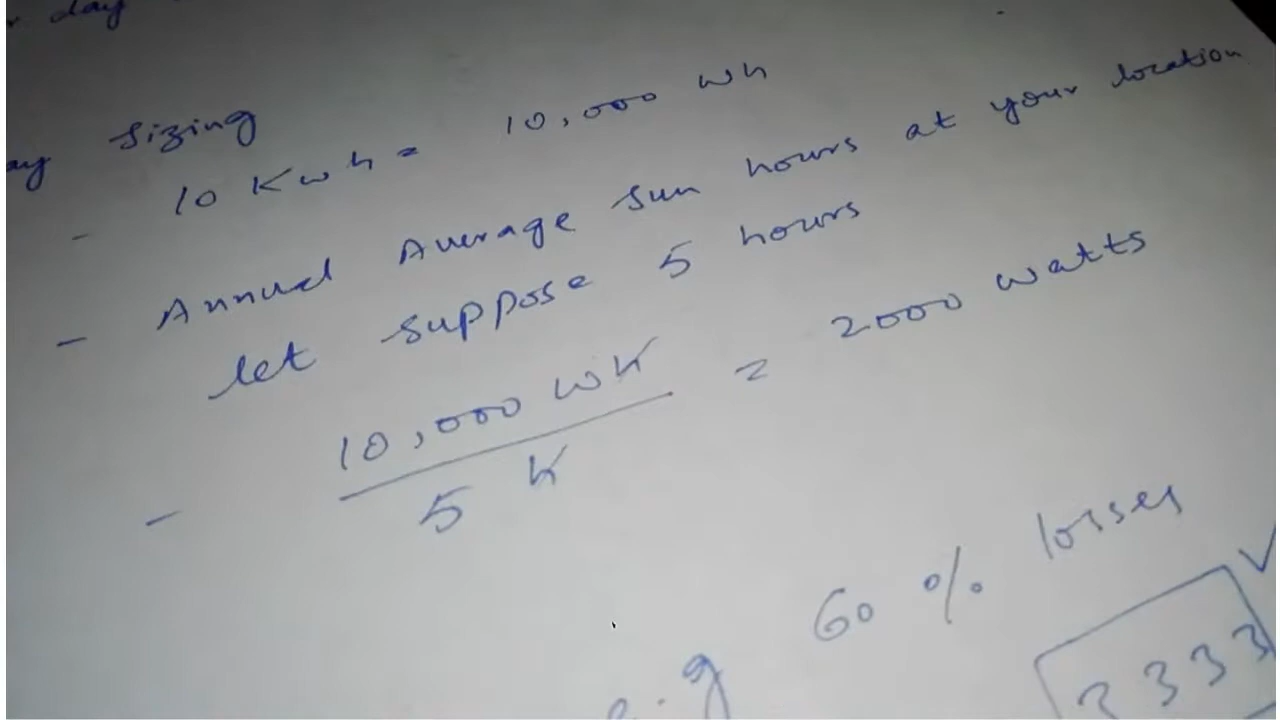 day
Sizing
- 10 Kwh = 10,000 wh
- Annual Average sun hours at your location
let suppose 5 hours
- 10,000 wh
5 h
= 2000 watts
e.g 60 % losses
3333